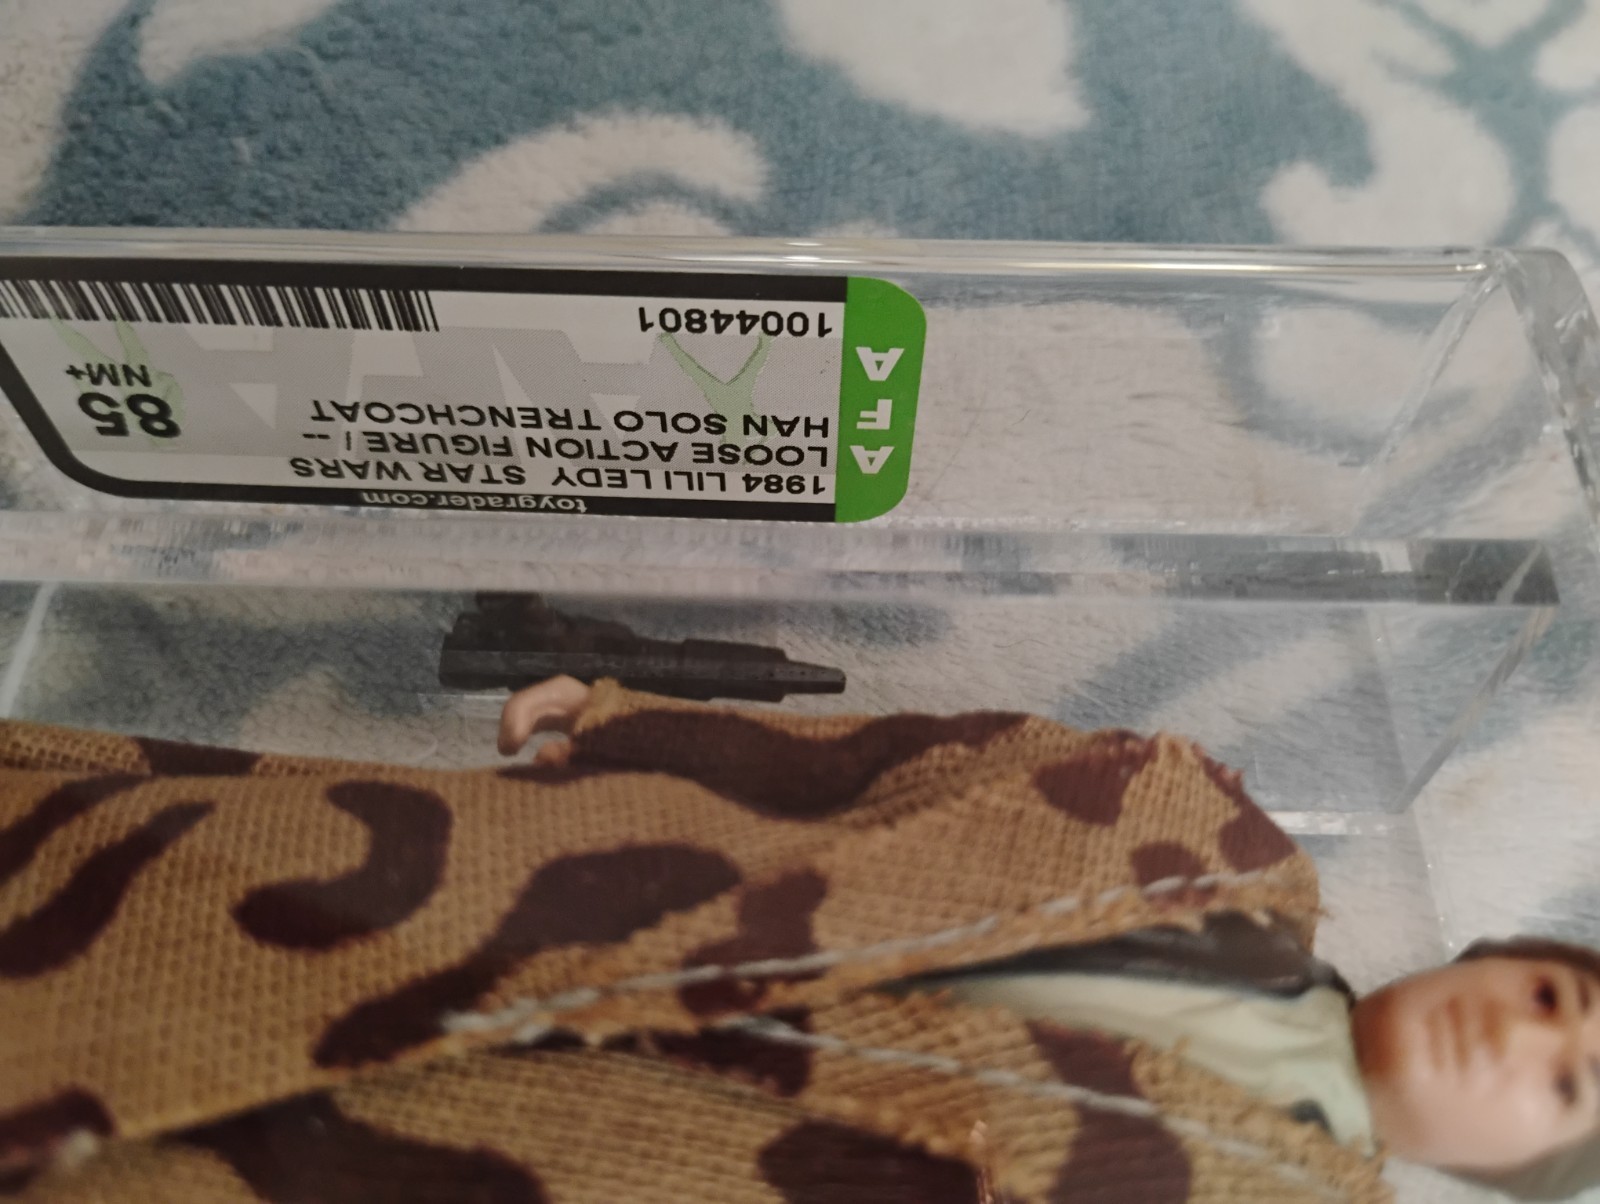 toygrader.com
1984 LILI LEDY STAR WARS
LOOSE ACTION FIGURE / --
HAN SOLO TRENCHCOAT
85
NM+
10044801
AFA